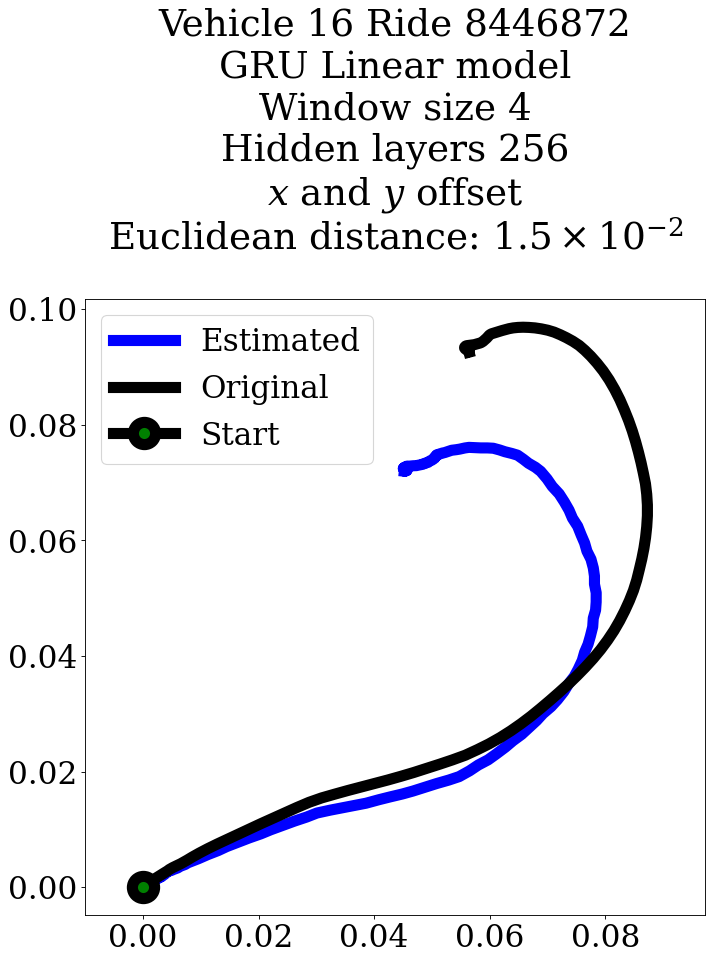 Vehicle 16 Ride 8446872
GRU Linear model
Window size 4
Hidden layers 256
x and y offset
Euclidean distance: 1.5 × 10⁻²
0.10
0.08
0.06
0.04
0.02
0.00
Estimated
Original
Start
0.00 0.02 0.04 0.06 0.08